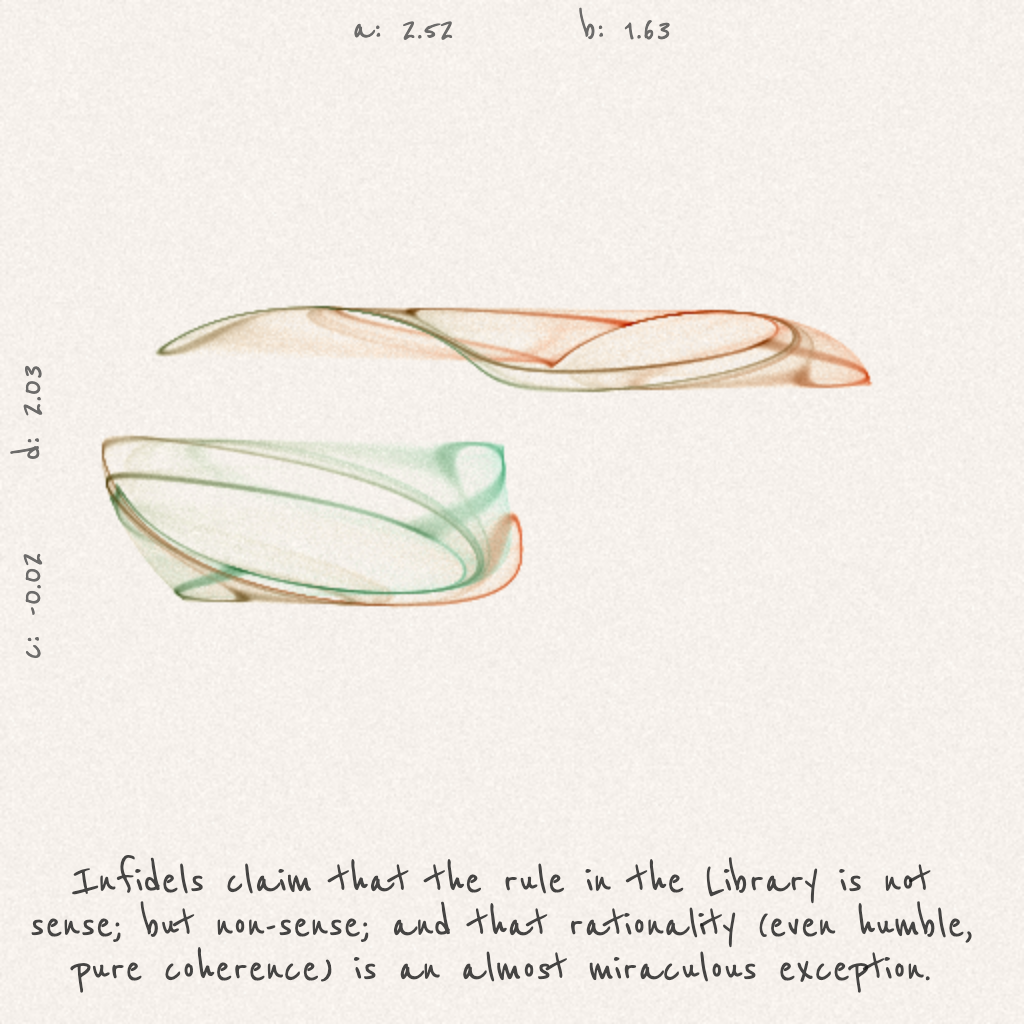 a: 2.52 b: 1.63
d: 2.03
c: -0.02
Infidels claim that the rule in the Library is not
sense; but non-sense; and that rationality (even humble,
pure coherence) is an almost miraculous exception.